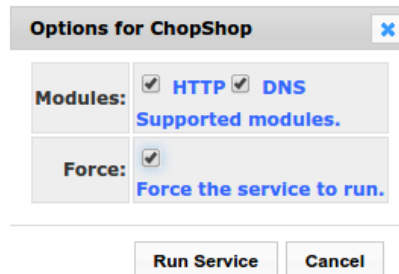 Options for ChopShop
Modules: HTTP DNS
Supported modules.
Force:
Force the service to run.
Run Service Cancel